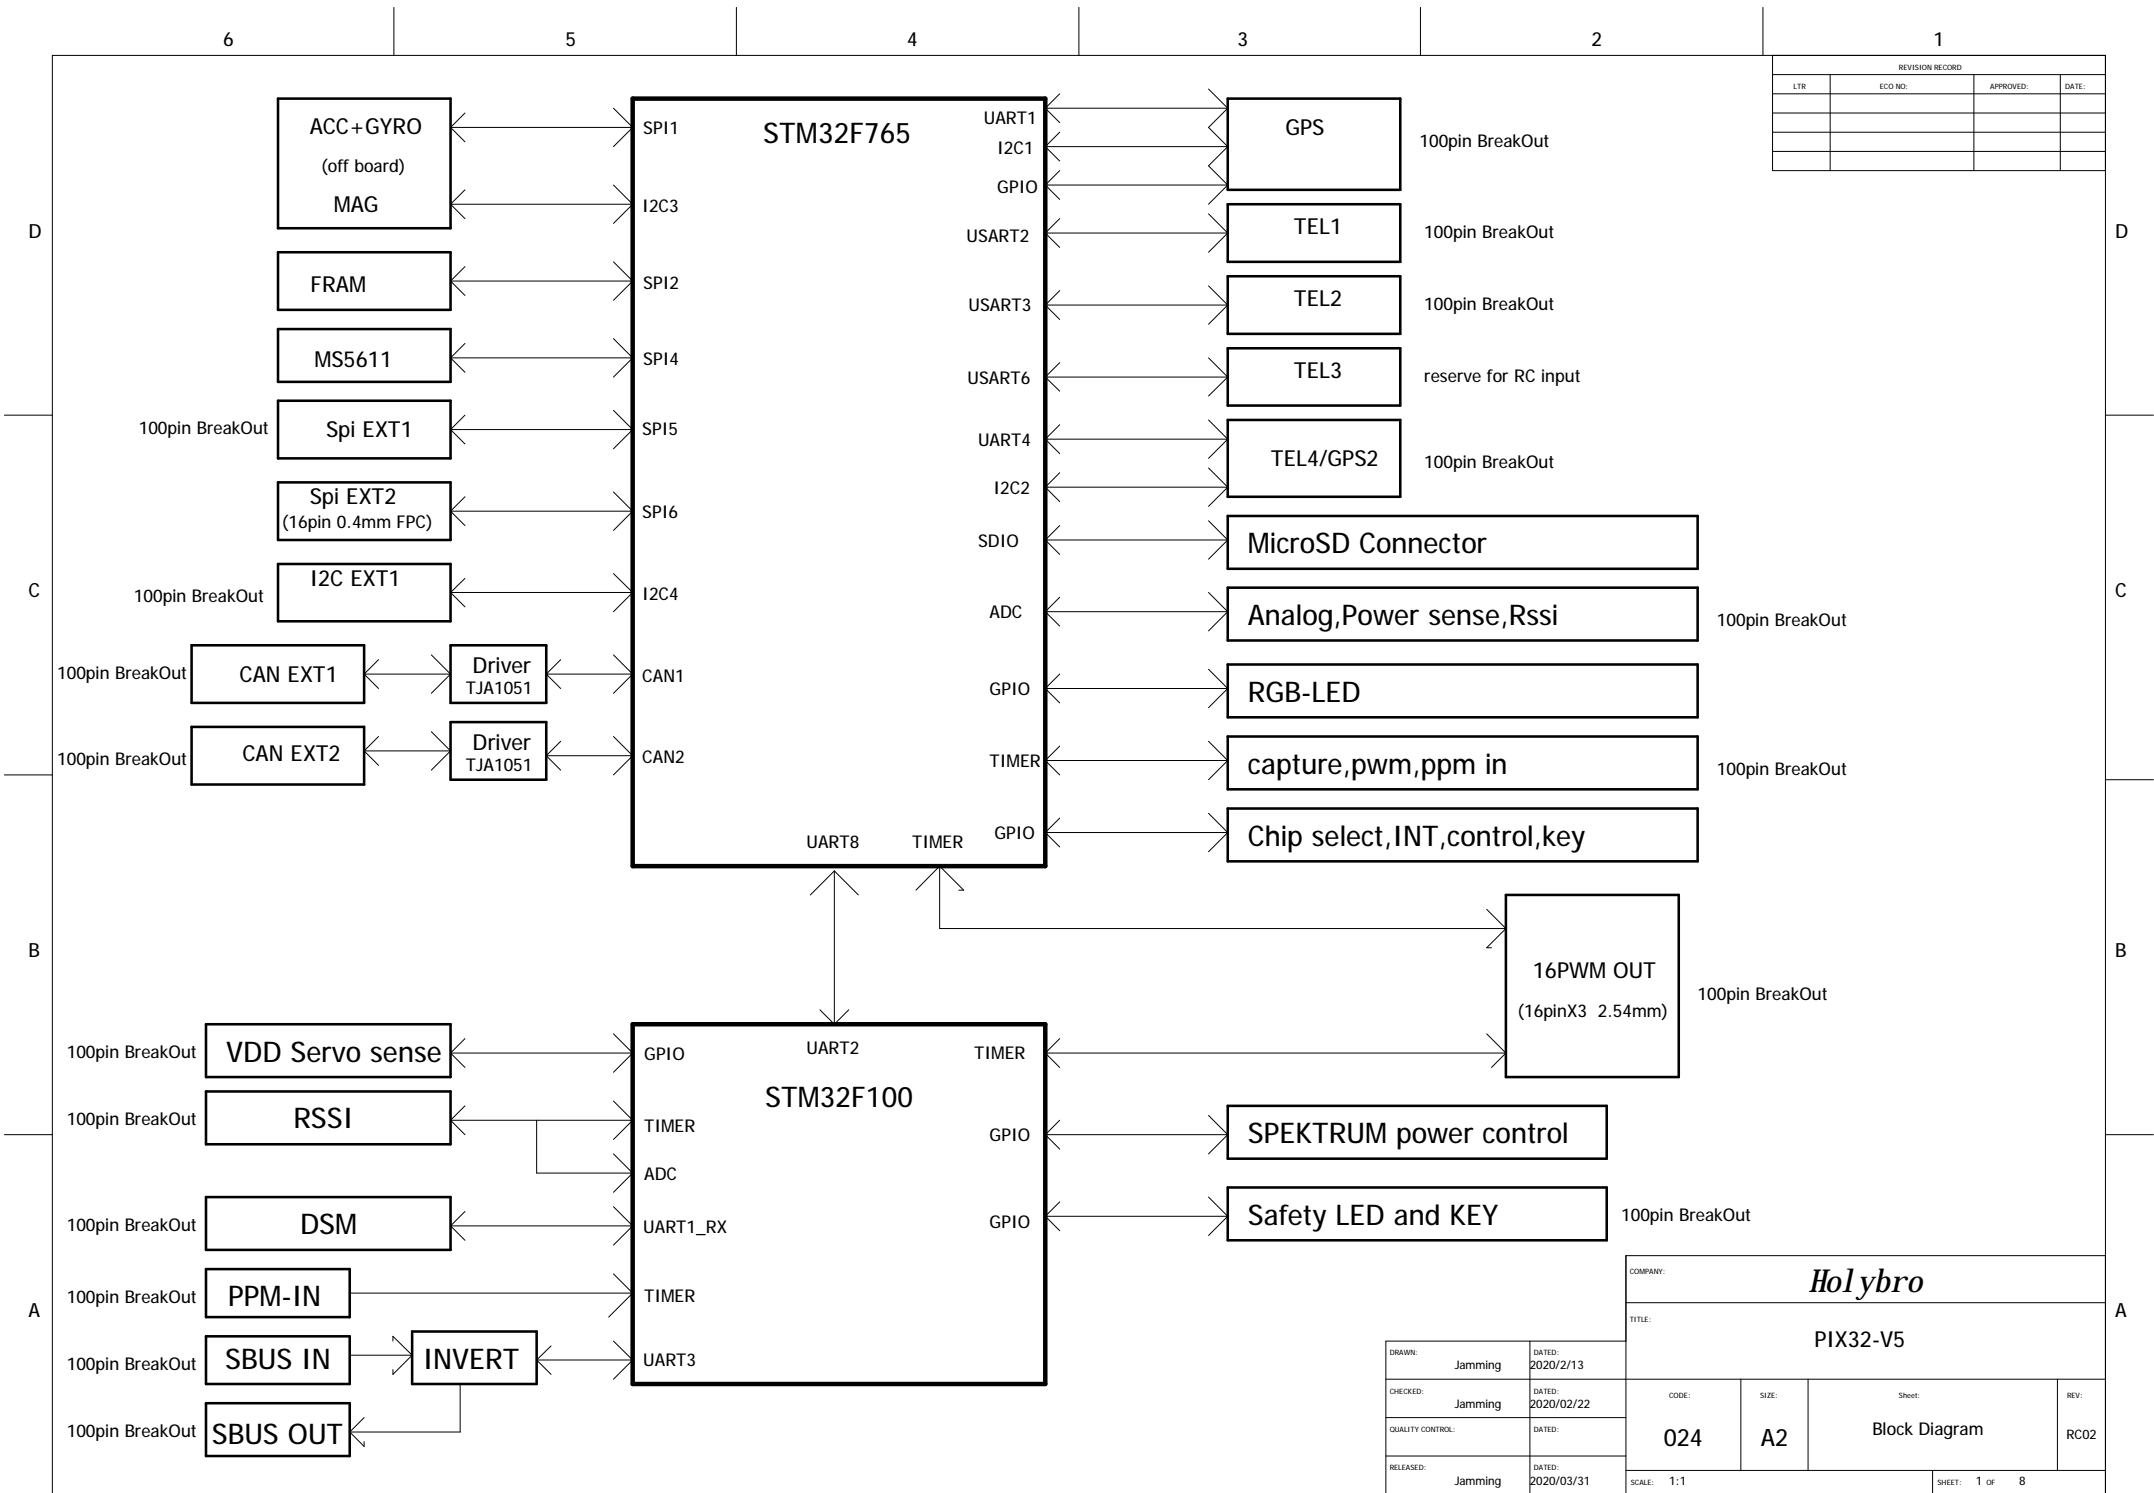 6 5 4 3 2 1
REVISION RECORD
LTR ECO NO: APPROVED: DATE:
D
D
C
C
B
B
A
A
ACC+GYRO
(off board)
MAG
FRAM
MS5611
100pin BreakOut
Spi EXT1
Spi EXT2
(16pin 0.4mm FPC)
100pin BreakOut
I2C EXT1
100pin BreakOut
CAN EXT1
Driver
TJA1051
100pin BreakOut
CAN EXT2
Driver
TJA1051
STM32F765
SPI1
I2C3
SPI2
SPI4
SPI5
SPI6
I2C4
CAN1
CAN2
UART8
TIMER
UART1
I2C1
GPIO
USART2
USART3
USART6
UART4
I2C2
SDIO
ADC
GPIO
TIMER
GPIO
GPS
100pin BreakOut
TEL1
100pin BreakOut
TEL2
100pin BreakOut
TEL3
reserve for RC input
TEL4/GPS2
100pin BreakOut
MicroSD Connector
Analog,Power sense,Rssi
100pin BreakOut
RGB-LED
capture,pwm,ppm in
100pin BreakOut
Chip select,INT,control,key
16PWM OUT
(16pinX3 2.54mm)
100pin BreakOut
100pin BreakOut
VDD Servo sense
100pin BreakOut
RSSI
100pin BreakOut
DSM
100pin BreakOut
PPM-IN
100pin BreakOut
SBUS IN
INVERT
100pin BreakOut
SBUS OUT
UART2
STM32F100
GPIO
TIMER
ADC
UART1_RX
TIMER
UART3
TIMER
GPIO
GPIO
SPEKTRUM power control
Safety LED and KEY
100pin BreakOut
COMPANY:
Holybro
TITLE:
PIX32-V5
DRAWN:
Jamming
DATED:
2020/2/13
CHECKED:
Jamming
DATED:
2020/02/22
QUALITY CONTROL:
DATED:
RELEASED:
Jamming
DATED:
2020/03/31
CODE:
024
SIZE:
A2
Sheet:
Block Diagram
REV:
RC02
SCALE: 1:1
SHEET: 1 OF 8